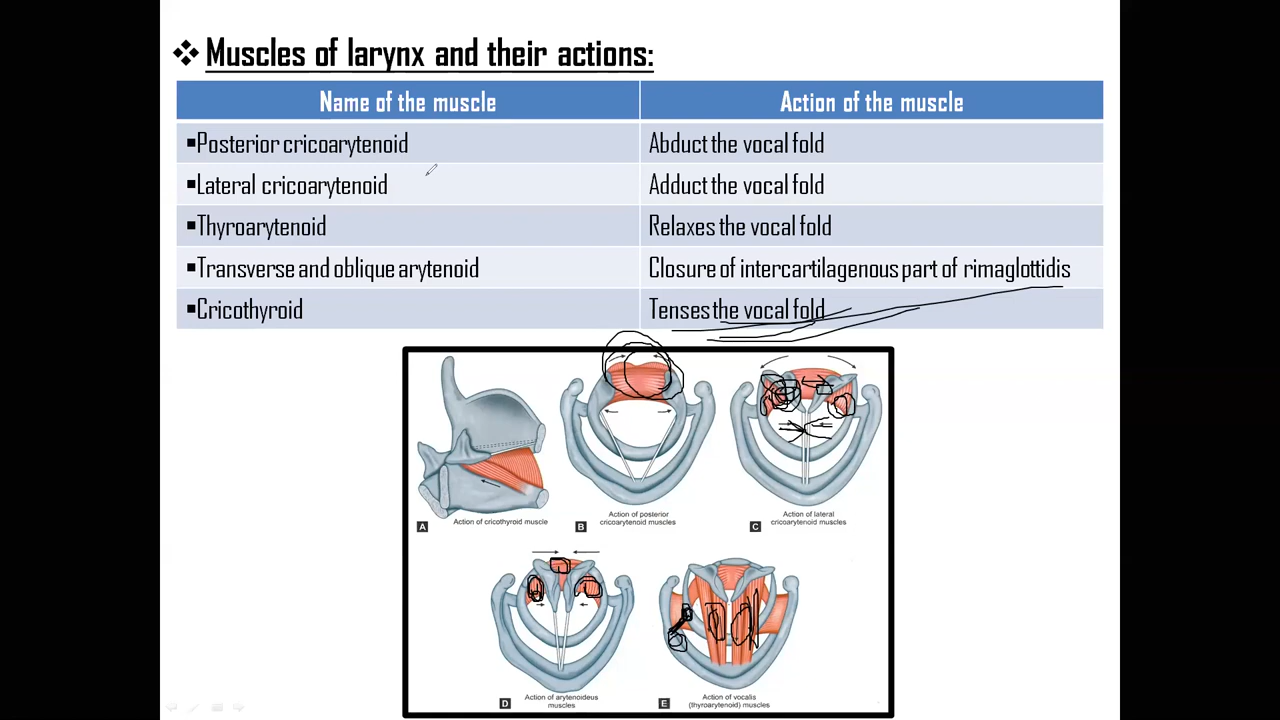 ❖ Muscles of larynx and their actions:
Name of the muscle Action of the muscle
▪Posterior cricoarytenoid Abduct the vocal fold
▪Lateral cricoarytenoid Adduct the vocal fold
▪Thyroarytenoid Relaxes the vocal fold
▪Transverse and oblique arytenoid Closure of intercartilagenous part of rimaglottidis
▪Cricothyroid Tenses the vocal fold
A Action of cricothyroid muscle
B Action of posterior
cricoarytenoid muscles
C Action of lateral
cricoarytenoid muscles
D Action of arytenoideus
muscles
E Action of vocalis
(thyroarytenoid) muscles